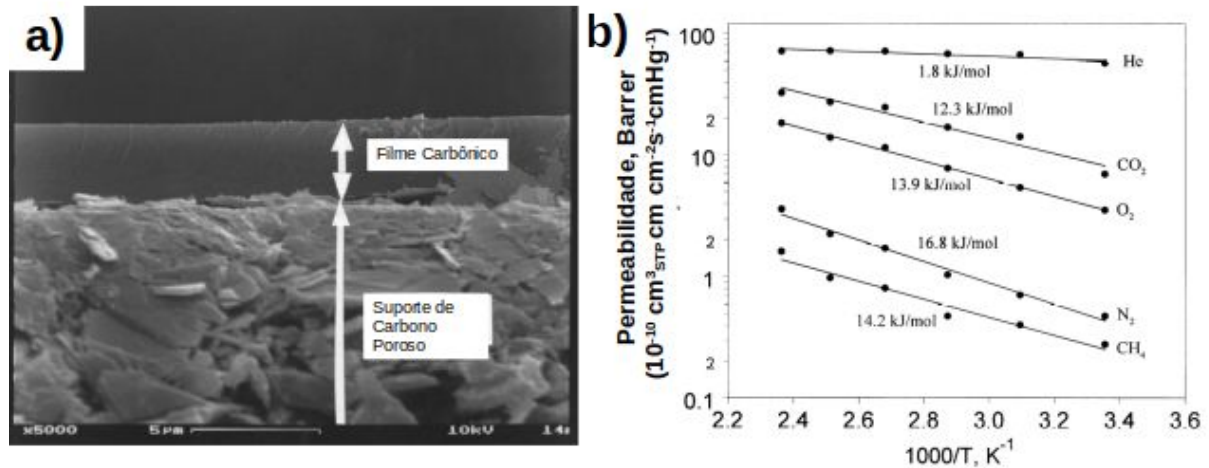 a)
Filme Carbônico
Suporte de
Carbono
Poroso
x5000
5µm
10kV
b)
Permeabilidade, Barrer
(10⁻¹⁰ cm³STP cm cm⁻²s⁻¹cmHg⁻¹)
100
2
10
2
1
2
0.1
He
1.8 kJ/mol
12.3 kJ/mol
CO₂
13.9 kJ/mol
O₂
16.8 kJ/mol
N₂
14.2 kJ/mol
CH₄
2.2 2.4 2.6 2.8 3.0 3.2 3.4 3.6
1000/T, K⁻¹